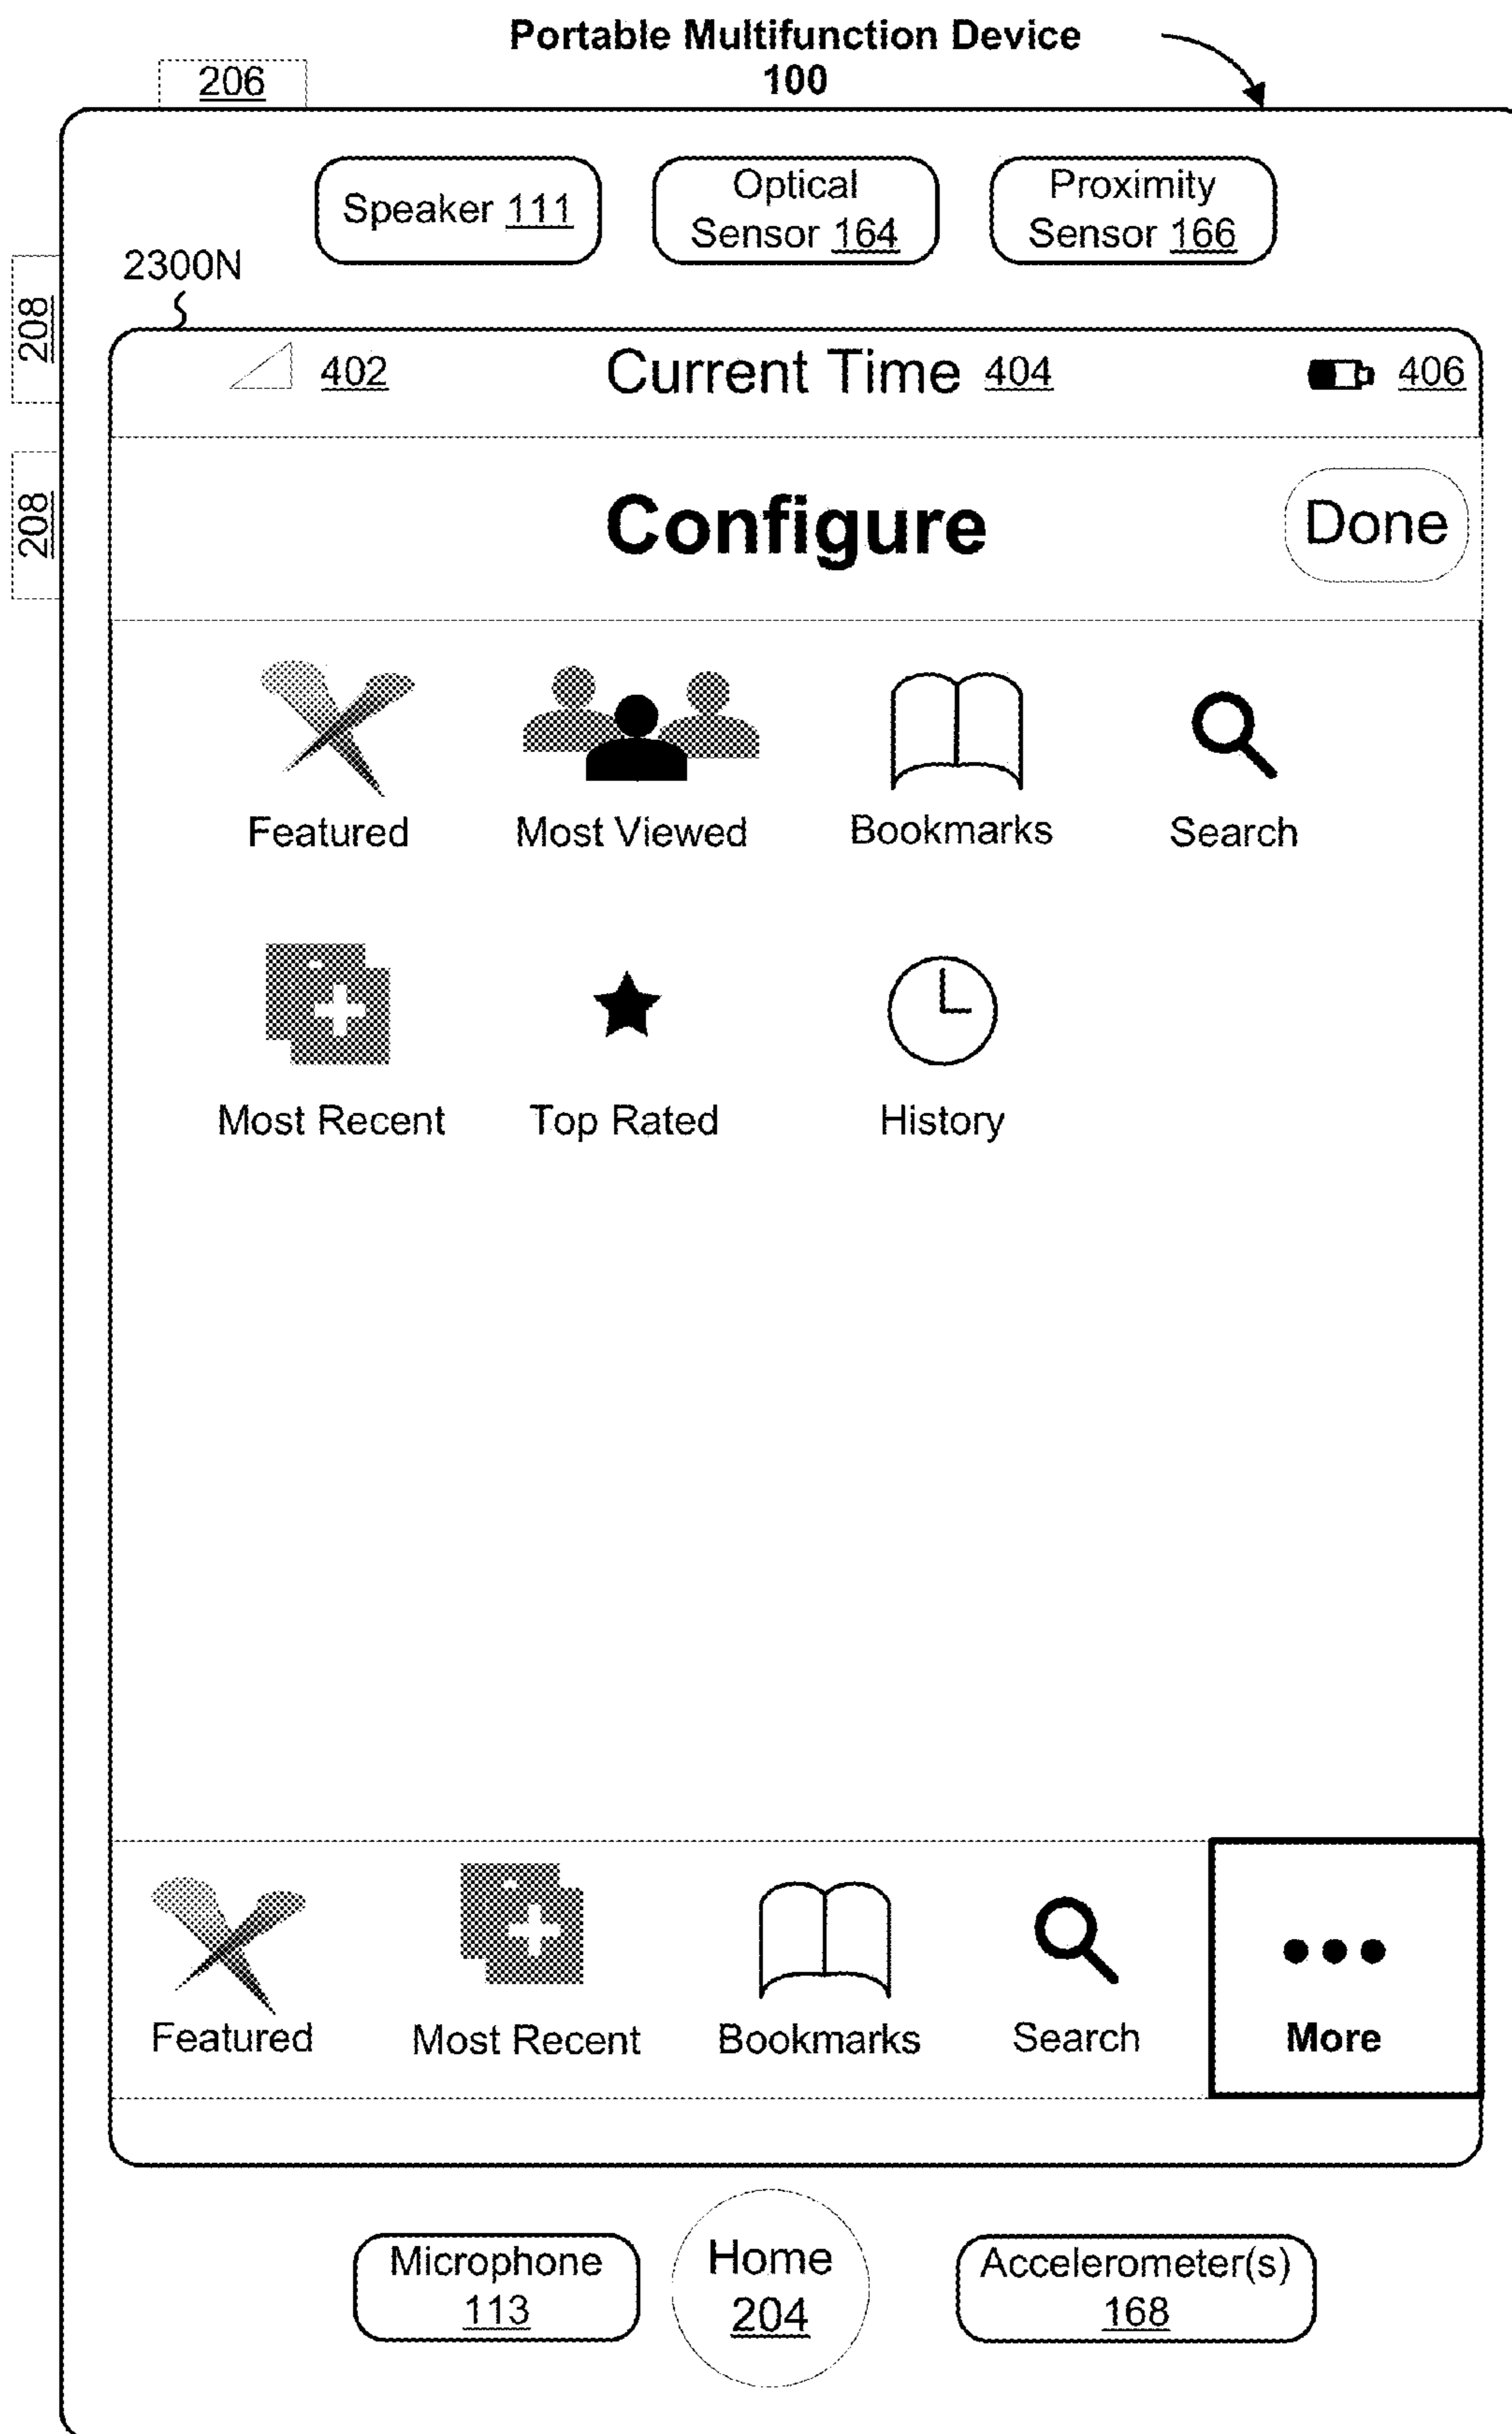 Portable Multifunction Device
100
206
Speaker 111
Optical
Sensor 164
Proximity
Sensor 166
2300N
208
402
Current Time 404
406
208
Configure
Done
Featured
Most Viewed
Bookmarks
Search
Most Recent
Top Rated
History
Featured
Most Recent
Bookmarks
Search
More
Microphone
113
Home
204
Accelerometer(s)
168